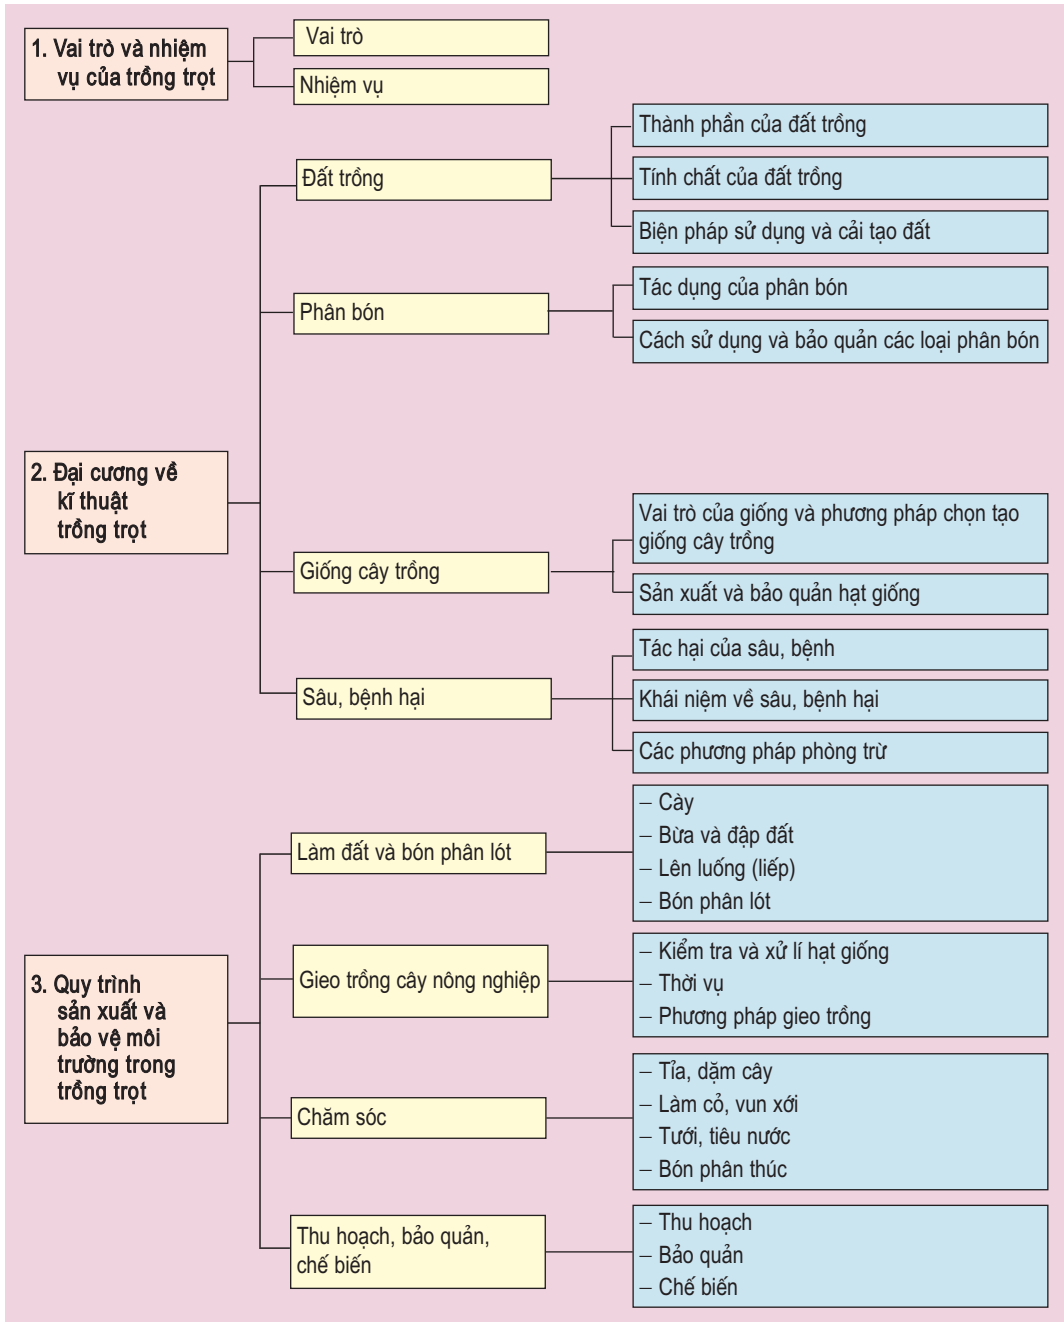 1. Vai trò và nhiệm
vụ của trồng trọt
Vai trò
Nhiệm vụ
2. Đại cương về
kĩ thuật
trồng trọt
Đất trồng
Thành phần của đất trồng
Tính chất của đất trồng
Biện pháp sử dụng và cải tạo đất
Phân bón
Tác dụng của phân bón
Cách sử dụng và bảo quản các loại phân bón
Giống cây trồng
Vai trò của giống và phương pháp chọn tạo
giống cây trồng
Sản xuất và bảo quản hạt giống
Sâu, bệnh hại
Tác hại của sâu, bệnh
Khái niệm về sâu, bệnh hại
Các phương pháp phòng trừ
3. Quy trình
sản xuất và
bảo vệ môi
trường trong
trồng trọt
Làm đất và bón phân lót
– Cày
– Bừa và đập đất
– Lên luống (liếp)
– Bón phân lót
Gieo trồng cây nông nghiệp
– Kiểm tra và xử lí hạt giống
– Thời vụ
– Phương pháp gieo trồng
Chăm sóc
– Tỉa, dặm cây
– Làm cỏ, vun xới
– Tưới, tiêu nước
– Bón phân thúc
Thu hoạch, bảo quản,
chế biến
– Thu hoạch
– Bảo quản
– Chế biến